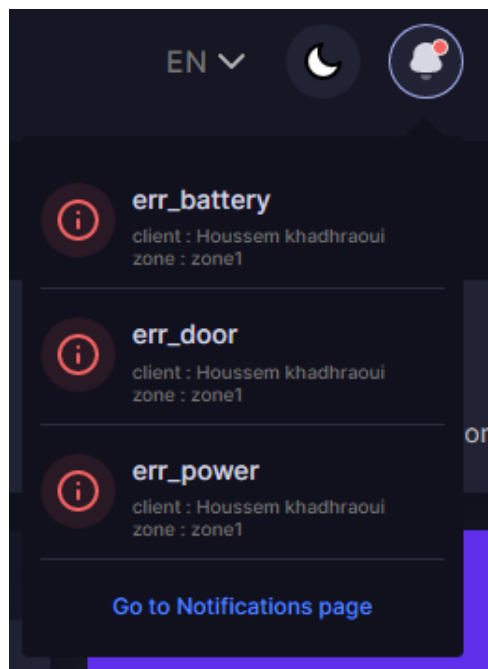 EN
err_battery
client : Houssem khadhraoui
zone : zone1
err_door
client : Houssem khadhraoui
zone : zone1
err_power
client : Houssem khadhraoui
zone : zone1
or
Go to Notifications page